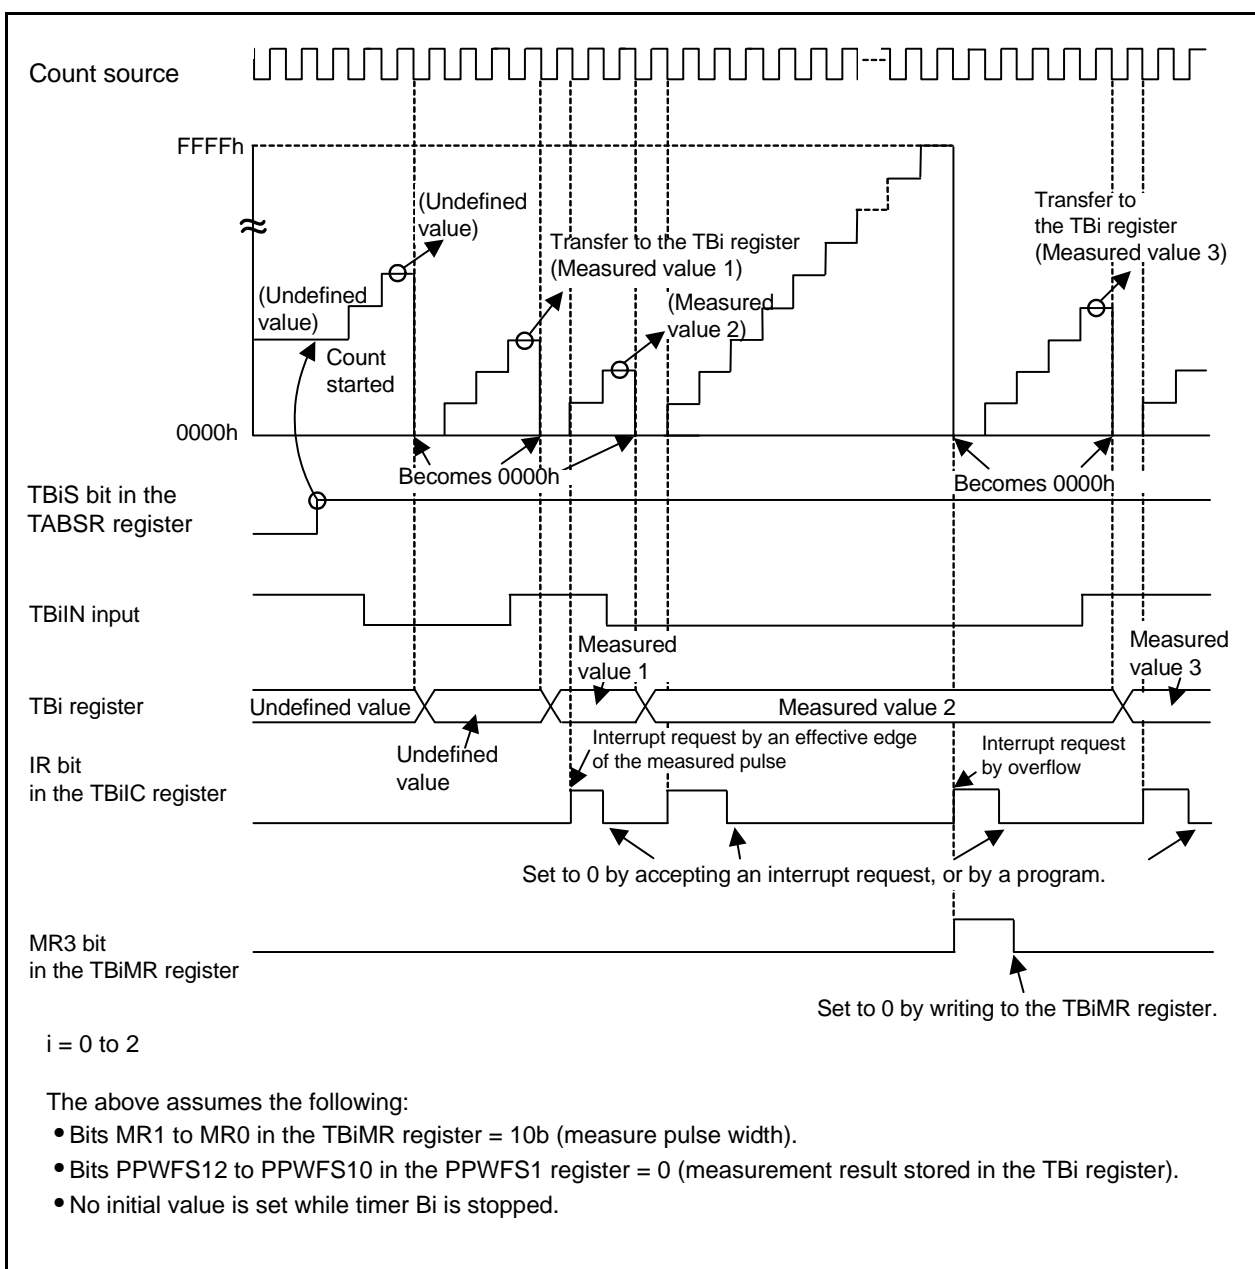 Count source
FFFFh
(Undefined
value)
Transfer to the TBi register
(Measured value 1)
Transfer to
the TBi register
(Measured value 3)
(Undefined
value)
(Measured
value 2)
Count
started
0000h
Becomes 0000h
Becomes 0000h
TBiS bit in the
TABSR register
TBiIN input
Measured
value 1
Measured
value 3
TBi register
Undefined value
Measured value 2
Undefined
value
Interrupt request by an effective edge
of the measured pulse
Interrupt request
by overflow
IR bit
in the TBiIC register
Set to 0 by accepting an interrupt request, or by a program.
MR3 bit
in the TBiMR register
Set to 0 by writing to the TBiMR register.
i = 0 to 2
The above assumes the following:
• Bits MR1 to MR0 in the TBiMR register = 10b (measure pulse width).
• Bits PPWFS12 to PPWFS10 in the PPWFS1 register = 0 (measurement result stored in the TBi register).
• No initial value is set while timer Bi is stopped.